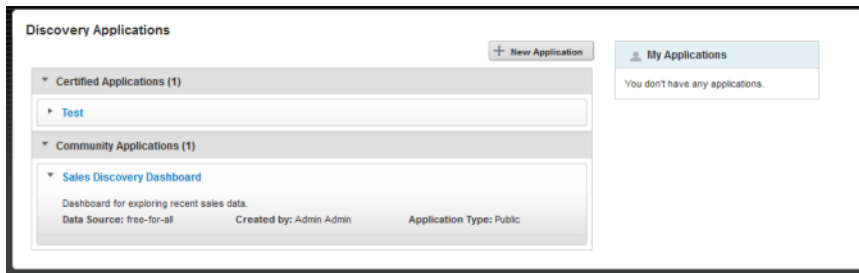 Discovery Applications
New Application
Certified Applications (1)
Test
Community Applications (1)
Sales Discovery Dashboard
Dashboard for exploring recent sales data.
Data Source: free-for-all Created by: Admin Admin Application Type: Public
My Applications
You don't have any applications.